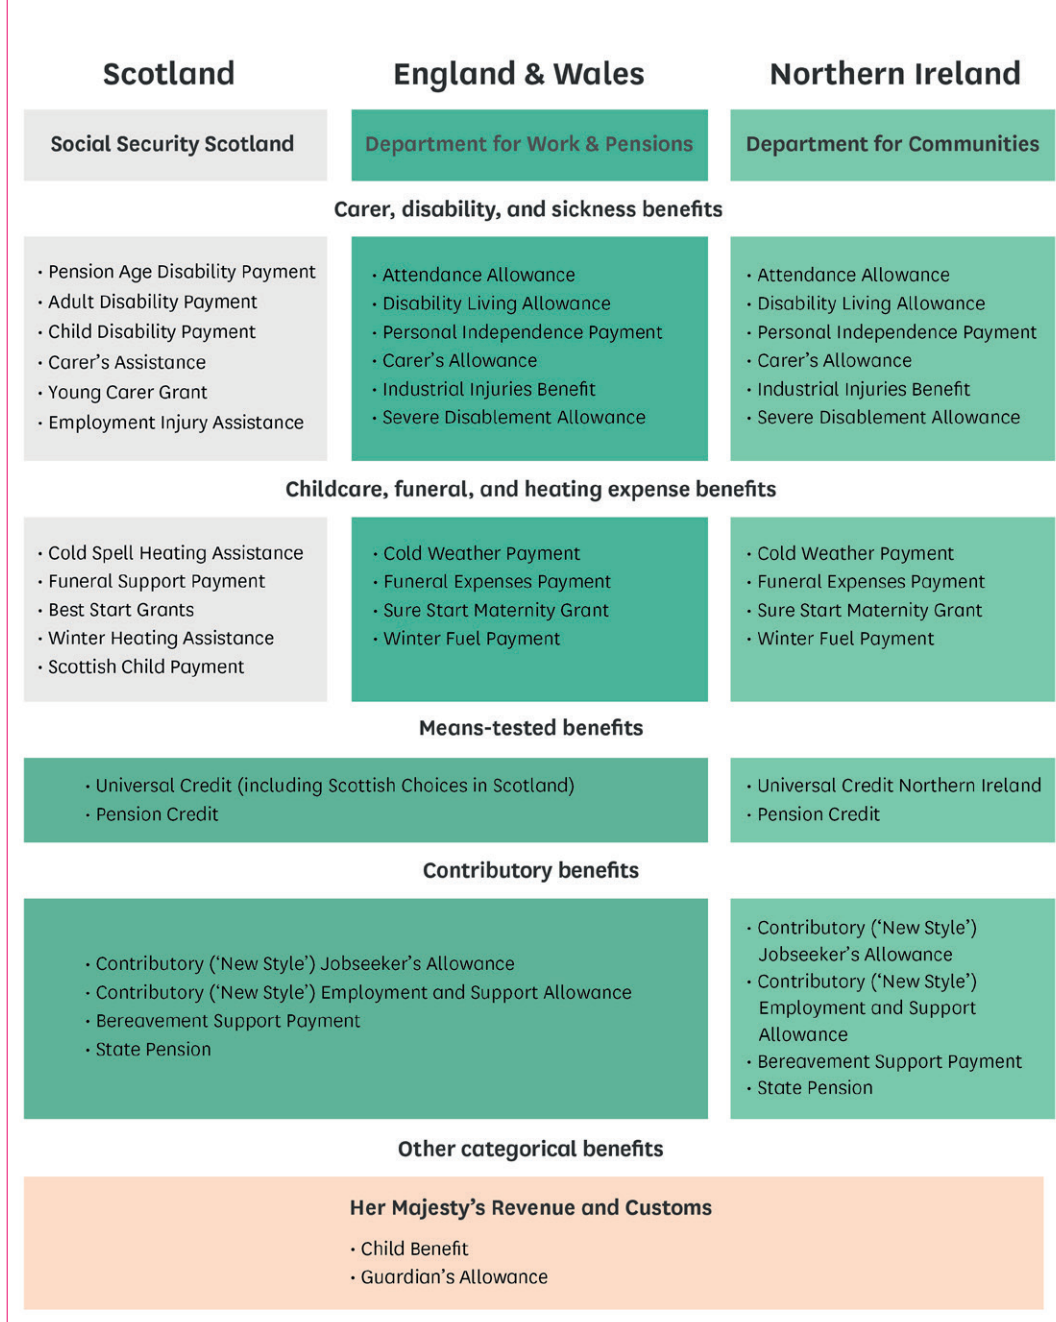 Scotland
England & Wales
Northern Ireland
Social Security Scotland
Department for Work & Pensions
Department for Communities
Carer, disability, and sickness benefits
· Pension Age Disability Payment
· Adult Disability Payment
· Child Disability Payment
· Carer’s Assistance
· Young Carer Grant
· Employment Injury Assistance
· Attendance Allowance
· Disability Living Allowance
· Personal Independence Payment
· Carer’s Allowance
· Industrial Injuries Benefit
· Severe Disablement Allowance
· Attendance Allowance
· Disability Living Allowance
· Personal Independence Payment
· Carer’s Allowance
· Industrial Injuries Benefit
· Severe Disablement Allowance
Childcare, funeral, and heating expense benefits
· Cold Spell Heating Assistance
· Funeral Support Payment
· Best Start Grants
· Winter Heating Assistance
· Scottish Child Payment
· Cold Weather Payment
· Funeral Expenses Payment
· Sure Start Maternity Grant
· Winter Fuel Payment
· Cold Weather Payment
· Funeral Expenses Payment
· Sure Start Maternity Grant
· Winter Fuel Payment
Means-tested benefits
· Universal Credit (including Scottish Choices in Scotland)
· Pension Credit
· Universal Credit Northern Ireland
· Pension Credit
Contributory benefits
· Contributory (‘New Style’) Jobseeker’s Allowance
· Contributory (‘New Style’) Employment and Support Allowance
· Bereavement Support Payment
· State Pension
· Contributory (‘New Style’)
Jobseeker’s Allowance
· Contributory (‘New Style’)
Employment and Support
Allowance
· Bereavement Support Payment
· State Pension
Other categorical benefits
Her Majesty’s Revenue and Customs
· Child Benefit
· Guardian’s Allowance